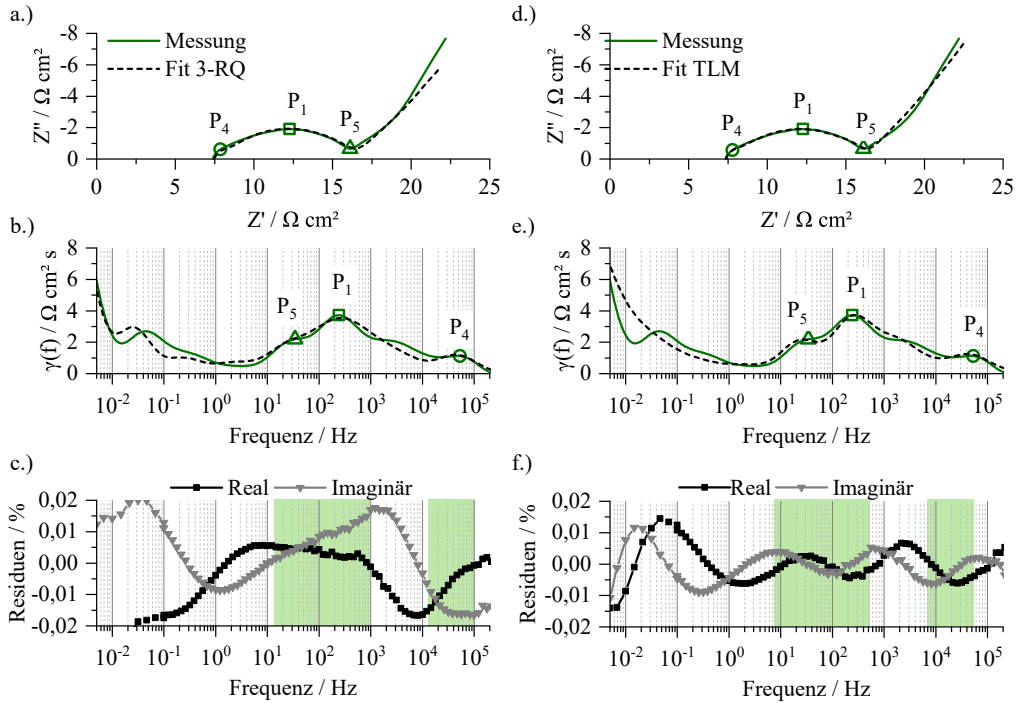 a.)
-8
-6
-4
-2
0
Z'' / Ω cm²
Messung
Fit 3-RQ
P4
P1
P5
0 5 10 15 20 25
Z' / Ω cm²
d.)
-8
-6
-4
-2
0
Z'' / Ω cm²
Messung
Fit TLM
P4
P1
P5
0 5 10 15 20 25
Z' / Ω cm²
b.)
8
6
4
2
0
γ(f) / Ω cm² s
P5
P1
P4
10⁻² 10⁻¹ 10⁰ 10¹ 10² 10³ 10⁴ 10⁵
Frequenz / Hz
e.)
8
6
4
2
0
γ(f) / Ω cm² s
P5
P1
P4
10⁻² 10⁻¹ 10⁰ 10¹ 10² 10³ 10⁴ 10⁵
Frequenz / Hz
c.)
Real Imaginär
0,02
0,01
0,00
-0,01
-0,02
Residuen / %
10⁻² 10⁻¹ 10⁰ 10¹ 10² 10³ 10⁴ 10⁵
Frequenz / Hz
f.)
Real Imaginär
0,02
0,01
0,00
-0,01
-0,02
Residuen / %
10⁻² 10⁻¹ 10⁰ 10¹ 10² 10³ 10⁴ 10⁵
Frequenz / Hz